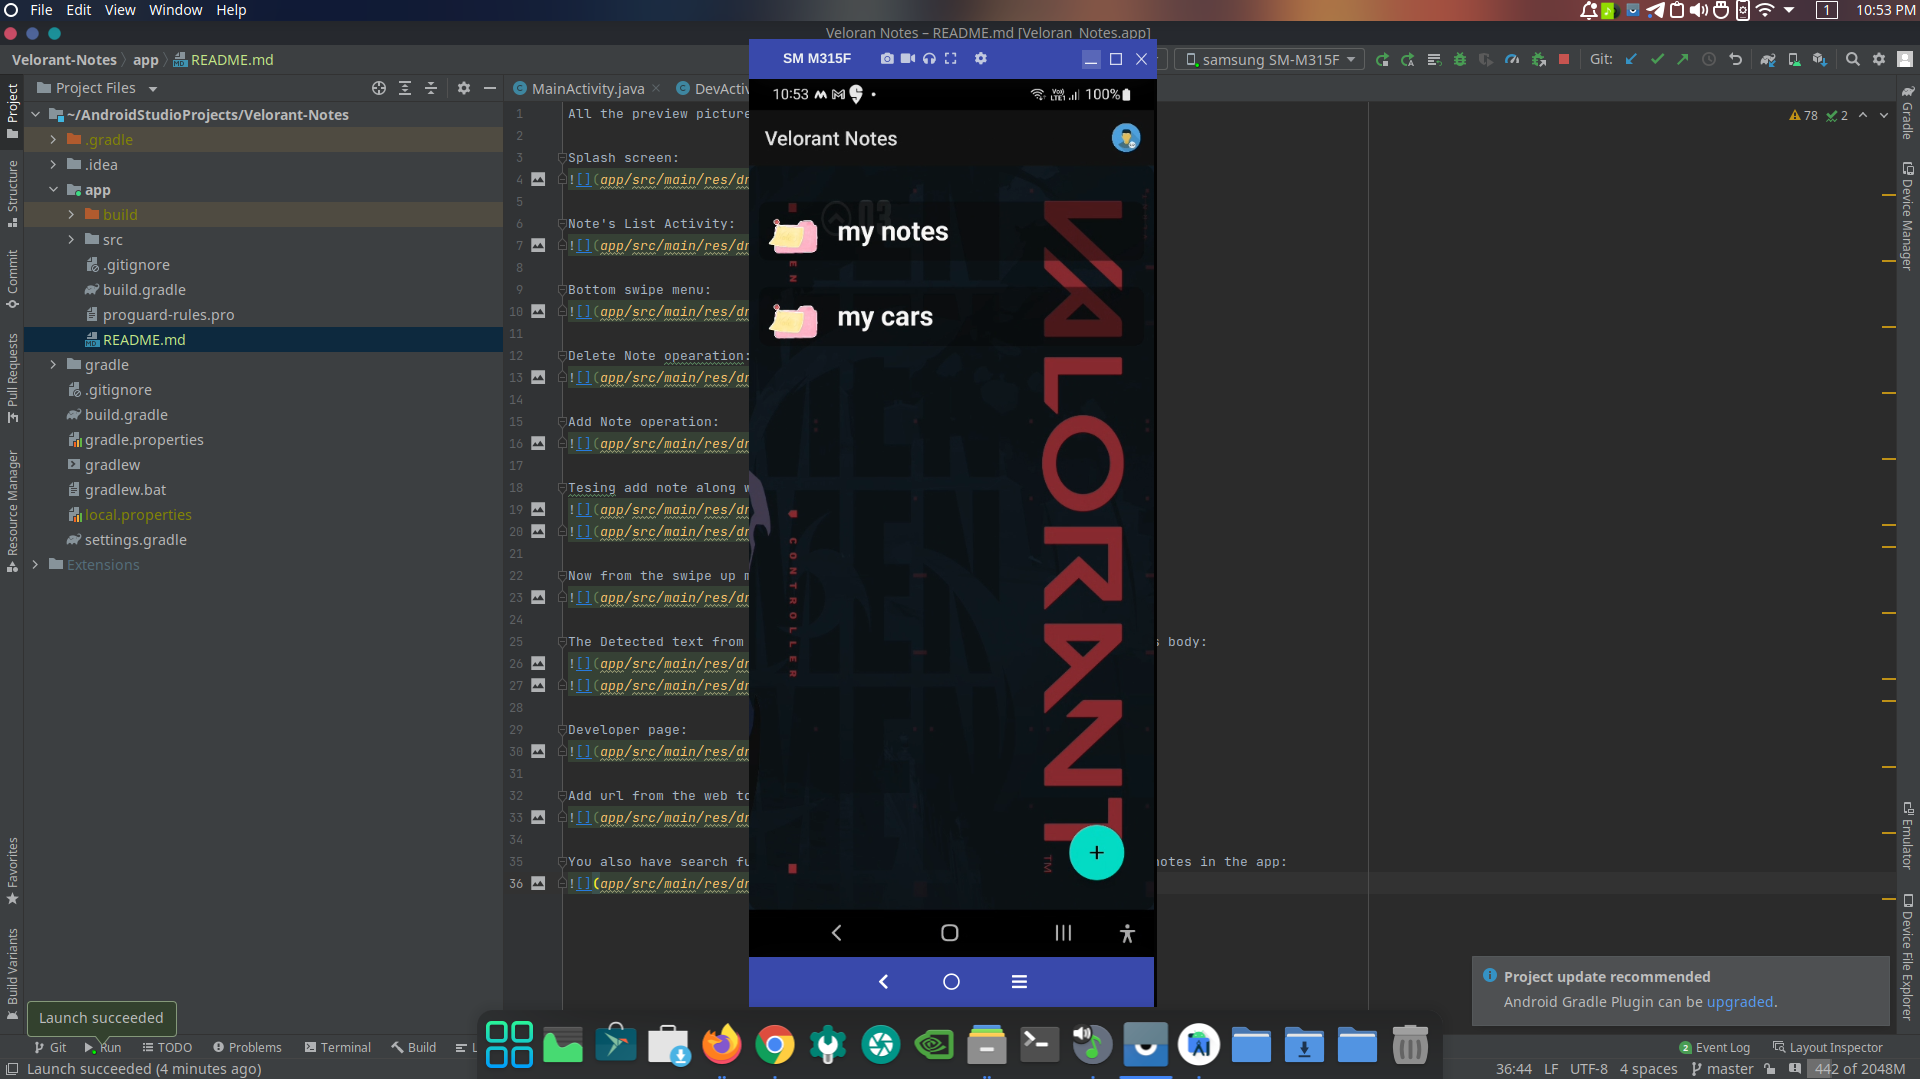 File Edit View Window Help
1 10:53 PM
Veloran Notes – README.md [Veloran_Notes.app]
Velorant-Notes app README.md
samsung SM-M315F
Git:
Project Files
MainActivity.java
DevActiv
~/AndroidStudioProjects/Velorant-Notes
.gradle
.idea
app
build
src
.gitignore
build.gradle
proguard-rules.pro
README.md
gradle
.gitignore
build.gradle
gradle.properties
gradlew
gradlew.bat
local.properties
settings.gradle
Extensions
Project
Structure
Commit
Pull Requests
Resource Manager
Favorites
Build Variants
1 All the preview picture
2
3 Splash screen:
4 ![](app/src/main/res/dr
5
6 Note's List Activity:
7 ![](app/src/main/res/dr
8
9 Bottom swipe menu:
10 ![](app/src/main/res/dr
11
12 Delete Note opearation:
13 ![](app/src/main/res/dr
14
15 Add Note operation:
16 ![](app/src/main/res/dr
17
18 Tesing add note along w
19 ![](app/src/main/res/dr
20 ![](app/src/main/res/dr
21
22 Now from the swipe up m
23 ![](app/src/main/res/dr
24
25 The Detected text from s body:
26 ![](app/src/main/res/dr
27 ![](app/src/main/res/dr
28
29 Developer page:
30 ![](app/src/main/res/dr
31
32 Add url from the web to
33 ![](app/src/main/res/dr
34
35 You also have search fu notes in the app:
36 ![](app/src/main/res/dr
78 2
SM M315F
10:53 100%
Velorant Notes
03
my notes
my cars
CONTROLLER
VALORANT
TM
+
Gradle
Device Manager
Emulator
Device File Explorer
Project update recommended
Android Gradle Plugin can be upgraded.
Launch succeeded
Git Run TODO Problems Terminal Build L
2 Event Log Layout Inspector
Launch succeeded (4 minutes ago)
36:44 LF UTF-8 4 spaces master 442 of 2048M